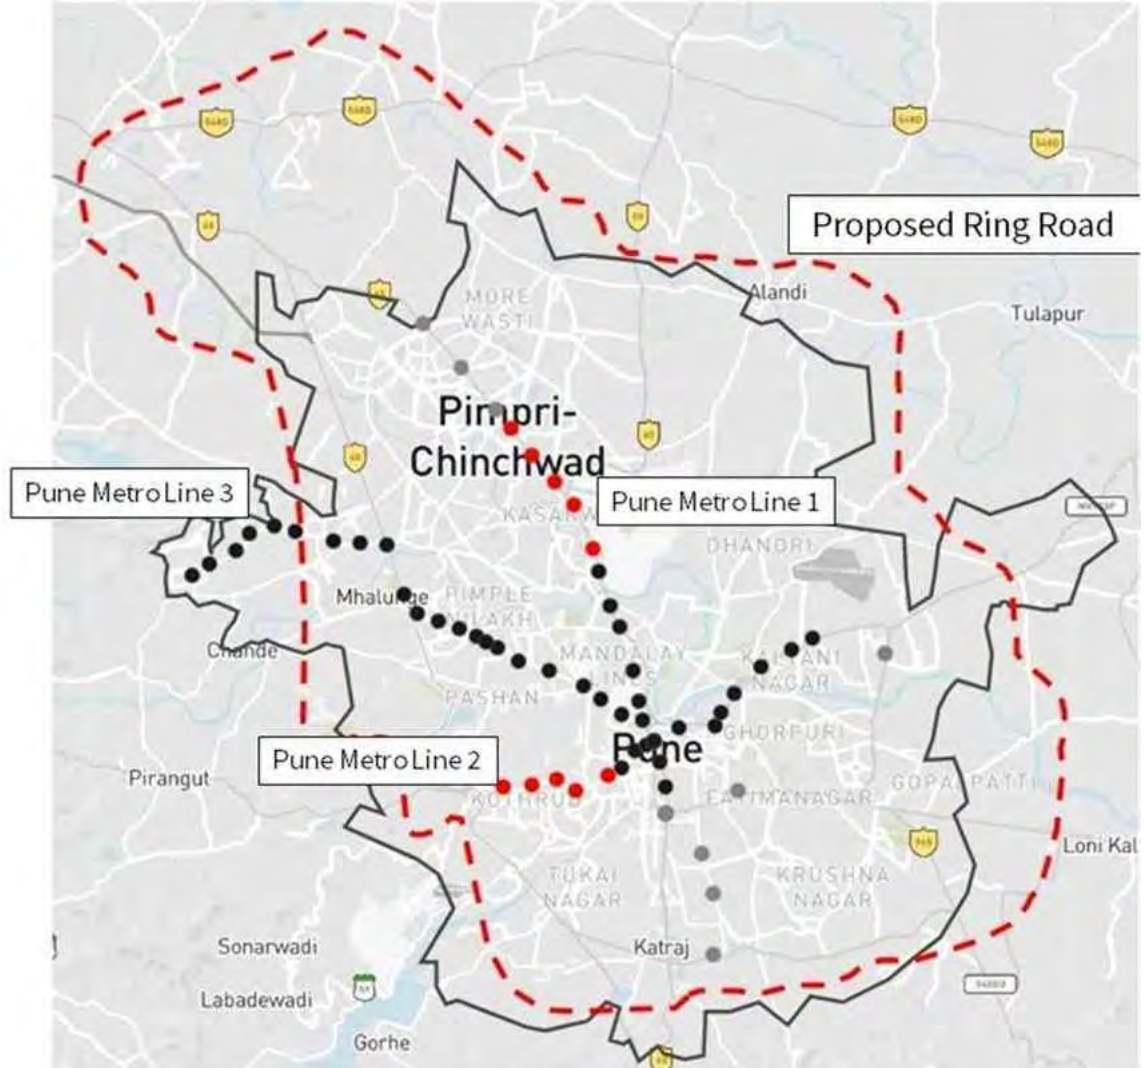 Proposed Ring Road
Alandi
Tulapur
MORE
WASTI
Pimpri-
Chinchwad
Pune Metro Line 3
Pune Metro Line 1
DHANORI
Mhalunge
PIMPLE
NILAKH
MANDALAY
LINES
KALYANI
NAGAR
Chande
PASHAN
GHORPURI
Pune
Pune Metro Line 2
Pirangut
KOTHRUD
FATIMANAGAR
GOPALPATTI
Loni Kal
TUKAI
NAGAR
KRUSHNA
NAGAR
Sonarwadi
Katraj
Labadewadi
Gorhe